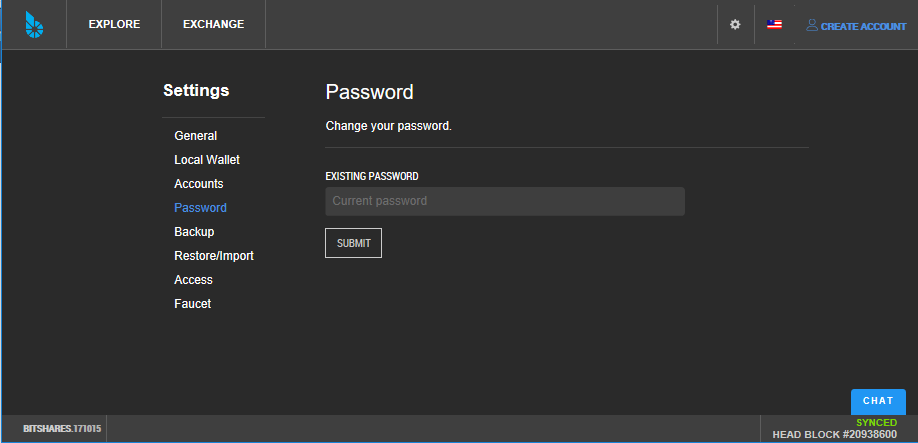 EXPLORE EXCHANGE CREATE ACCOUNT
Settings
General
Local Wallet
Accounts
Password
Backup
Restore/Import
Access
Faucet
Password
Change your password.
EXISTING PASSWORD
Current password
SUBMIT
CHAT
BITSHARES.171015
SYNCED
HEAD BLOCK #20938600